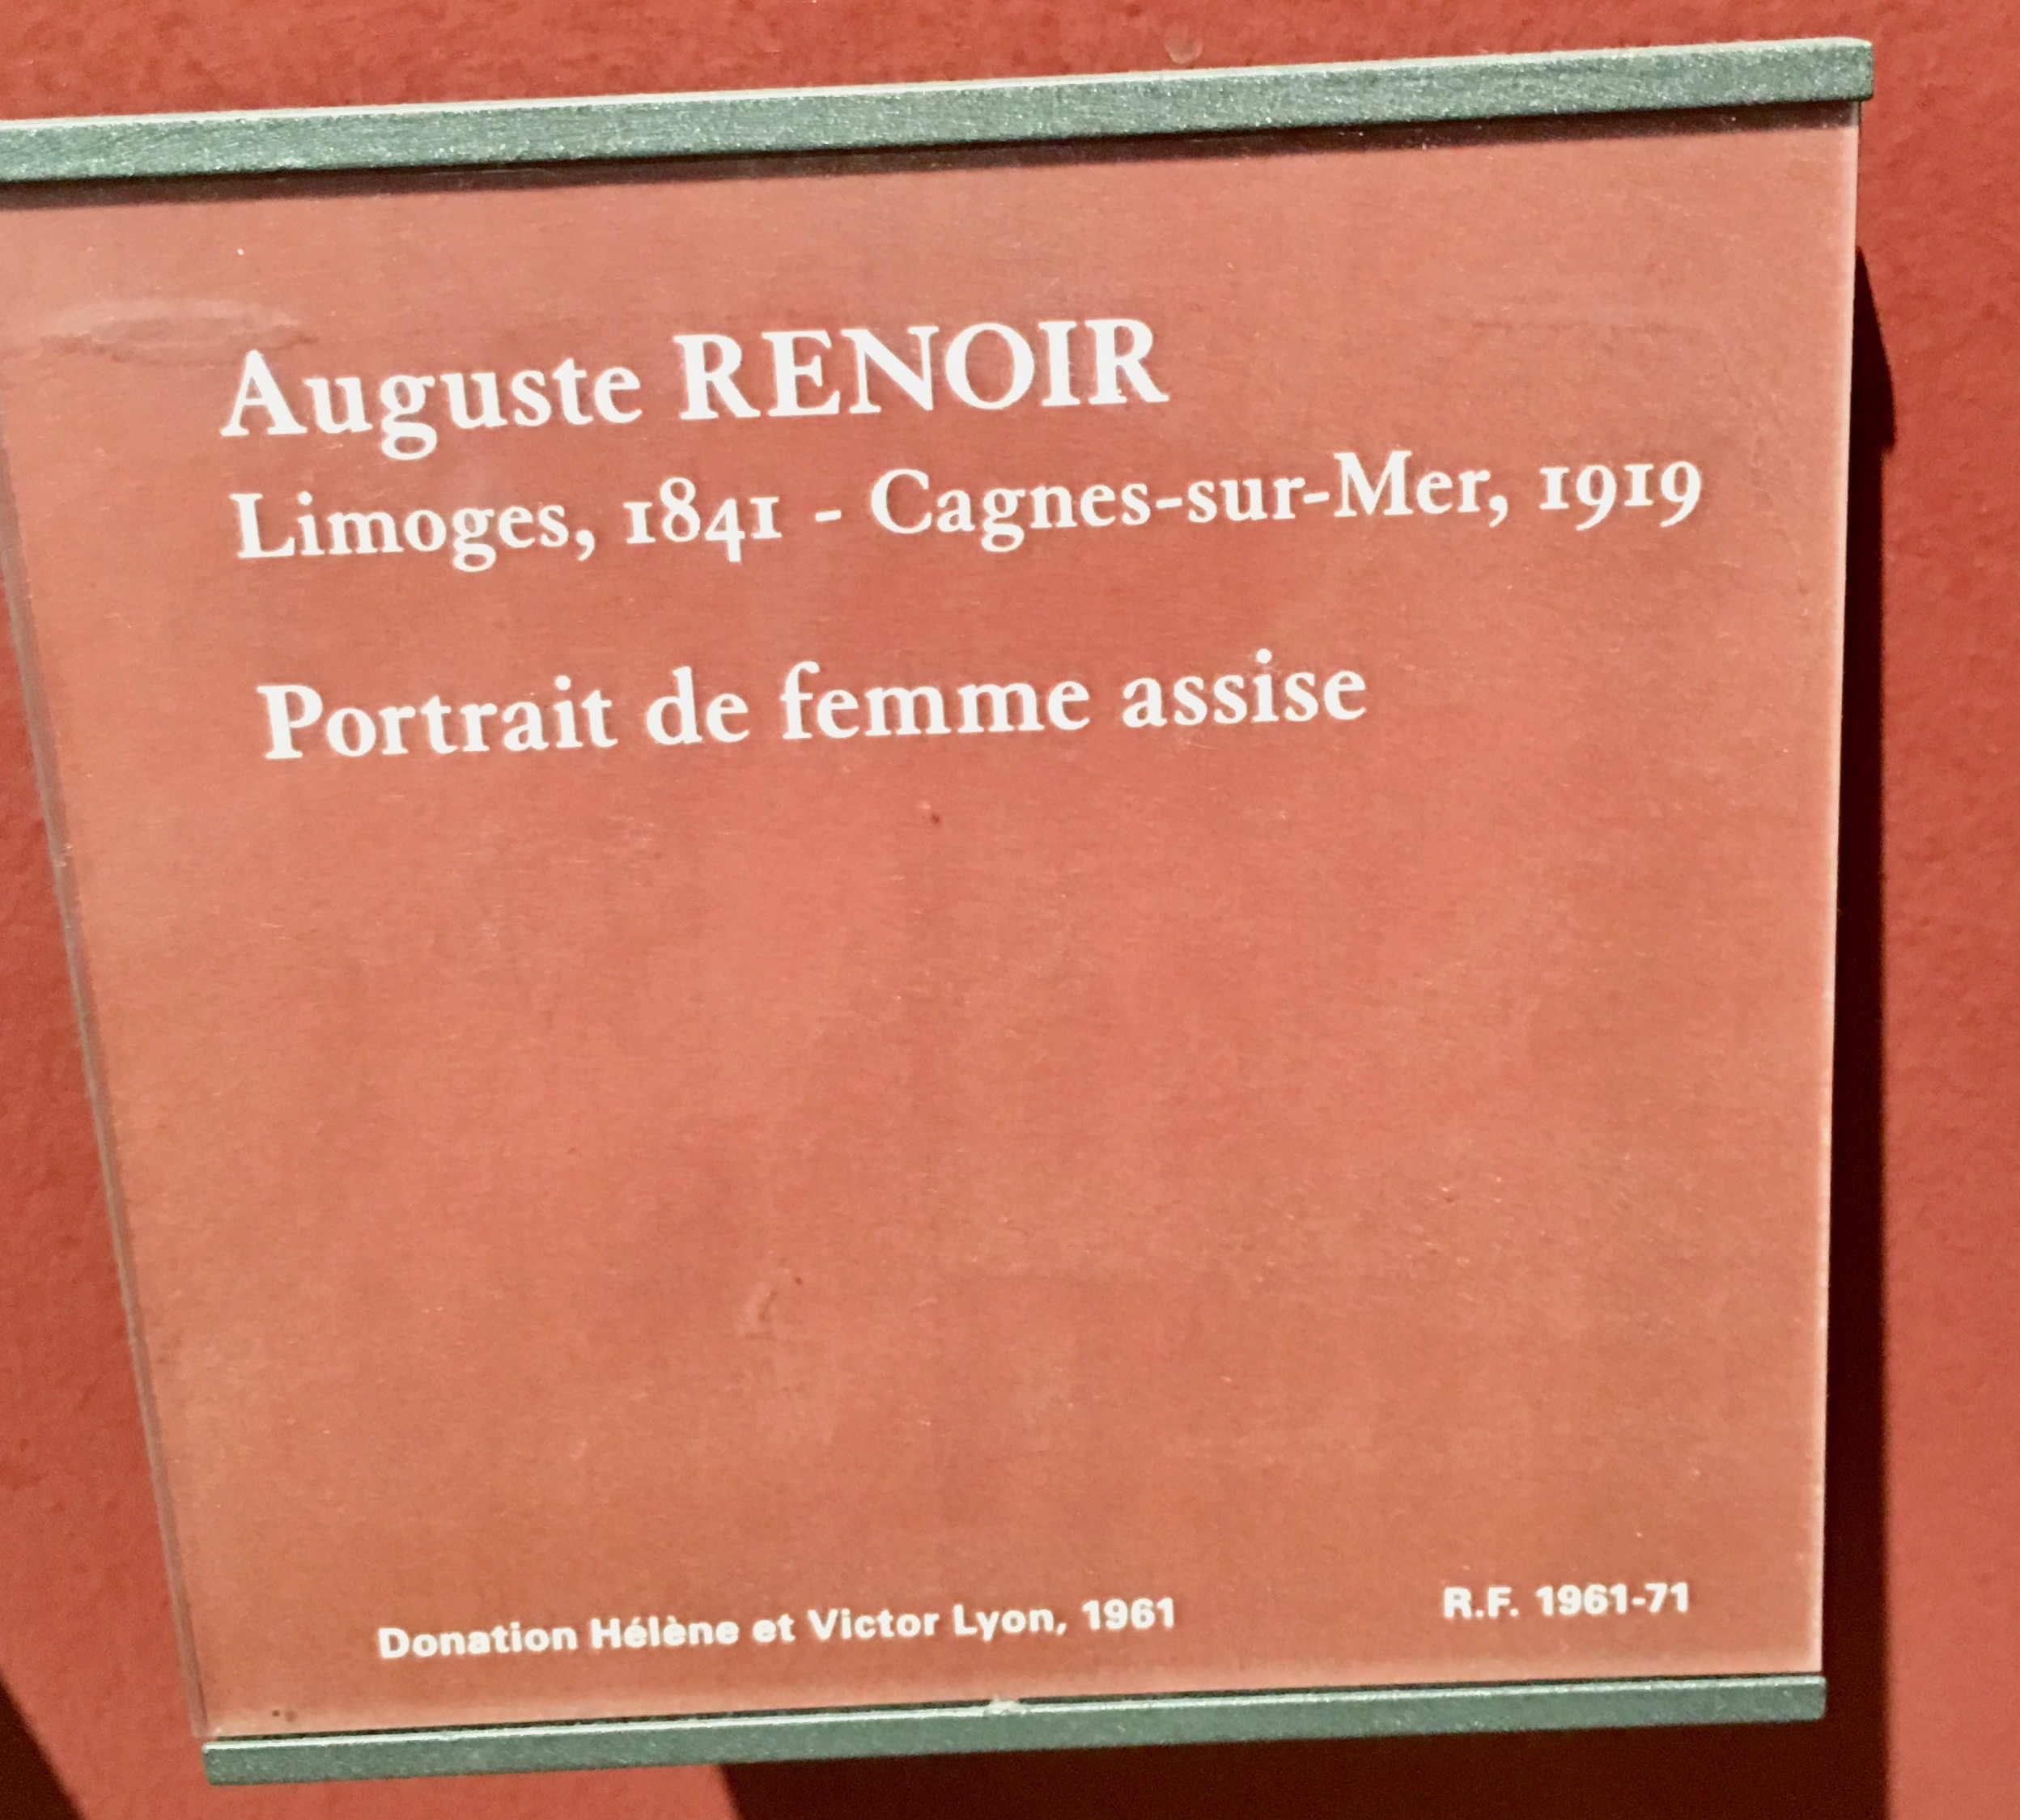 Auguste RENOIR
Limoges, 1841 - Cagnes-sur-Mer, 1919
Portrait de femme assise
Donation Hélène et Victor Lyon, 1961 R.F. 1961-71